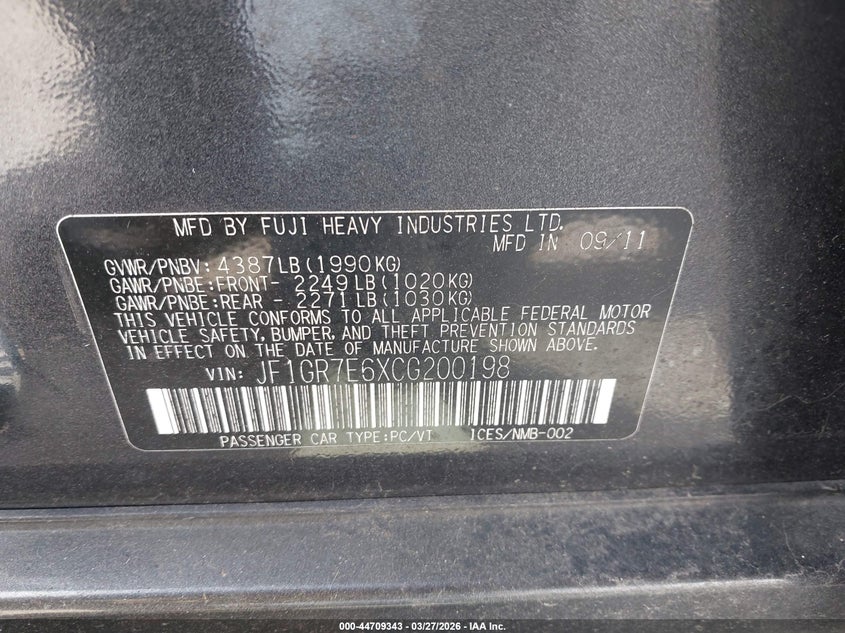 MFD BY FUJI HEAVY INDUSTRIES LTD.
MFD IN 09/11
GVWR/PNBV: 4387LB(1990KG)
GAWR/PNBE:FRONT- 2249LB(1020KG)
GAWR/PNBE:REAR - 2271LB(1030KG)
THIS VEHICLE CONFORMS TO ALL APPLICABLE FEDERAL MOTOR
VEHICLE SAFETY, BUMPER, AND THEFT PREVENTION STANDARDS
IN EFFECT ON THE DATE OF MANUFACTURE SHOWN ABOVE.
VIN: JF1GR7E6XCG200198
PASSENGER CAR TYPE:PC/VT ICES/NMB-002
000-44709343 - 03/27/2026 - IAA Inc.